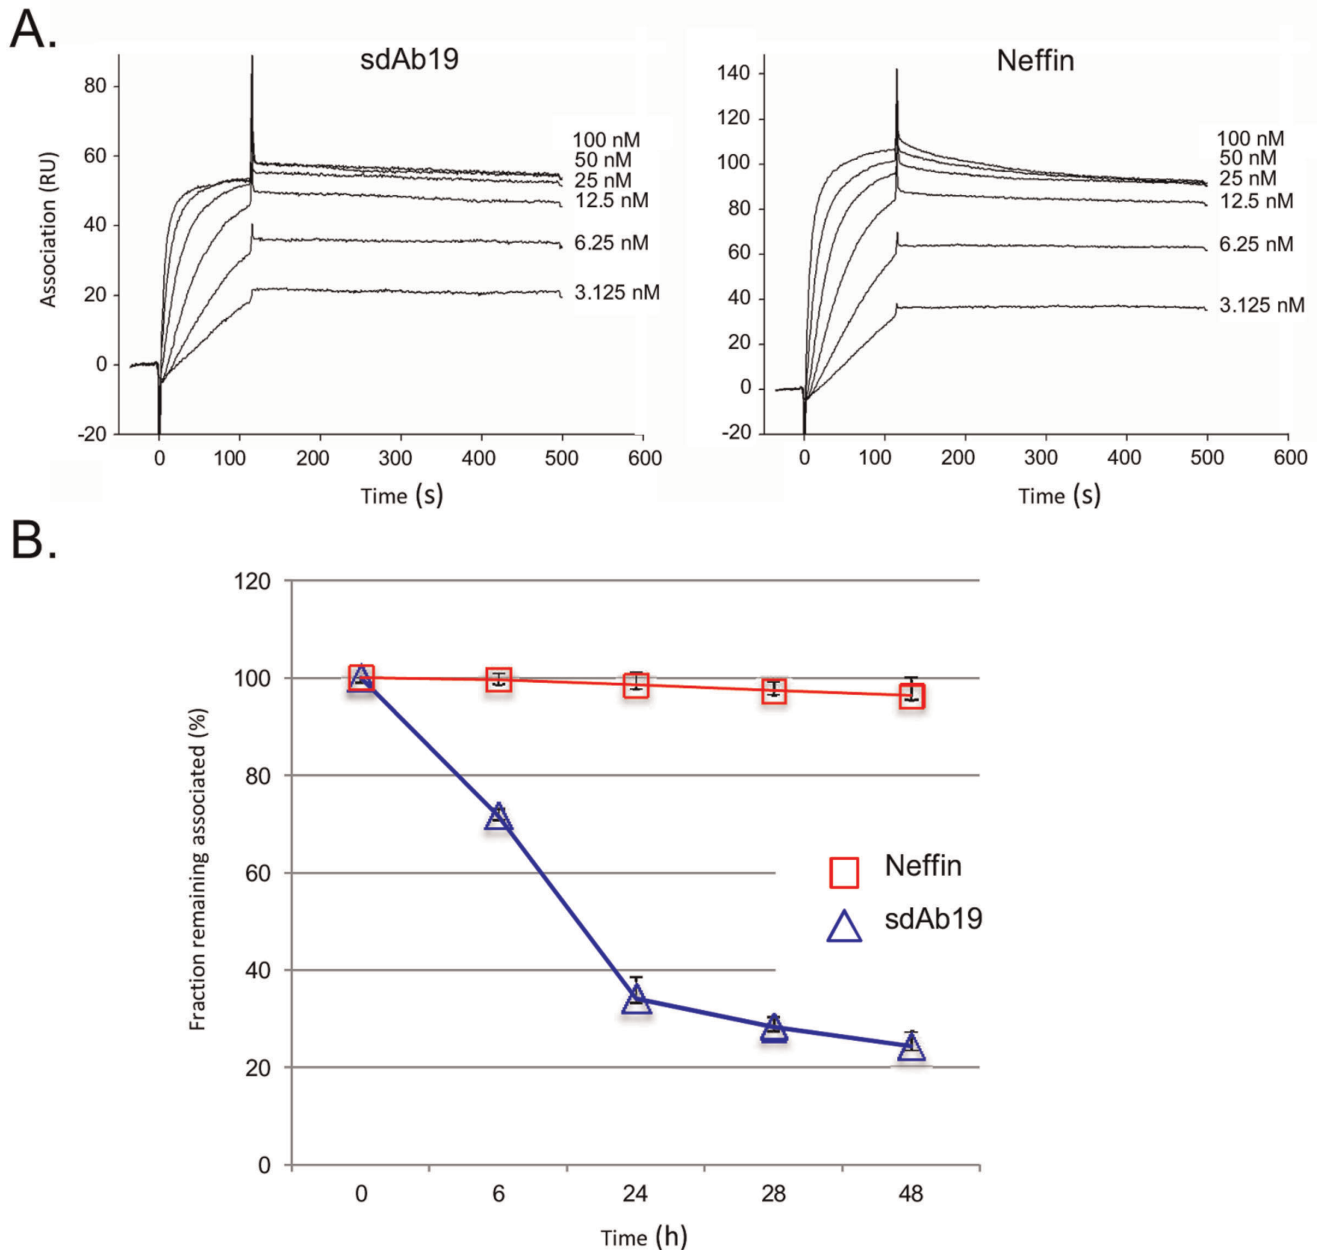 A.
sdAb19
80
60
40
20
0
-20
Association (RU)
100 nM
50 nM
25 nM
12.5 nM
6.25 nM
3.125 nM
0 100 200 300 400 500 600
Time (s)
Neffin
140
120
100
80
60
40
20
0
-20
100 nM
50 nM
25 nM
12.5 nM
6.25 nM
3.125 nM
0 100 200 300 400 500 600
Time (s)
B.
120
100
80
60
40
20
0
Fraction remaining associated (%)
Neffin
sdAb19
0 6 24 28 48
Time (h)